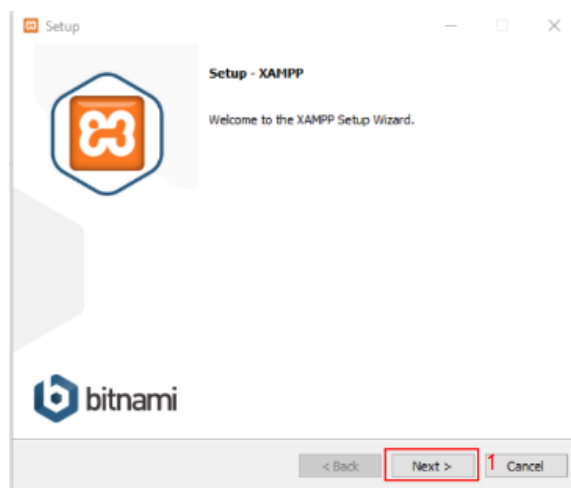 Setup
Setup - XAMPP
Welcome to the XAMPP Setup Wizard.
bitnami
< Back
Next >
1
Cancel